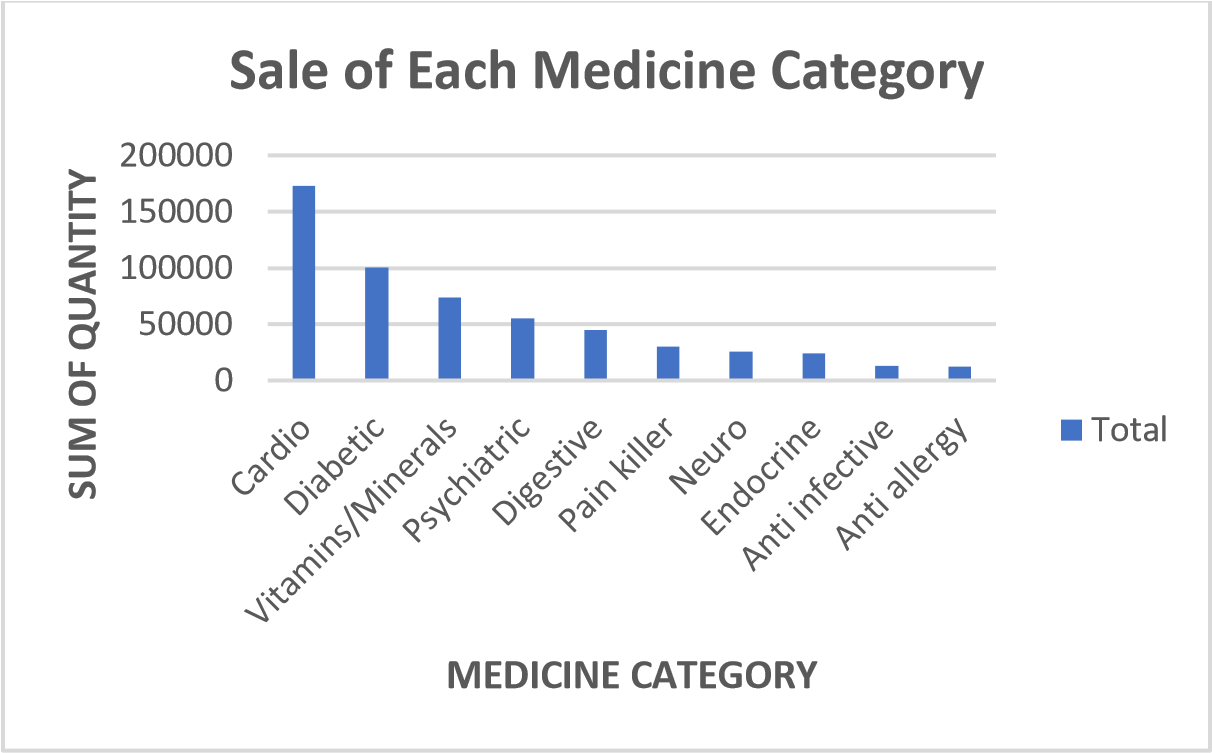 Sale of Each Medicine Category
SUM OF QUANTITY
200000
150000
100000
50000
0
Cardio
Diabetic
Vitamins/Minerals
Psychiatric
Digestive
Pain killer
Neuro
Endocrine
Anti infective
Anti allergy
Total
MEDICINE CATEGORY